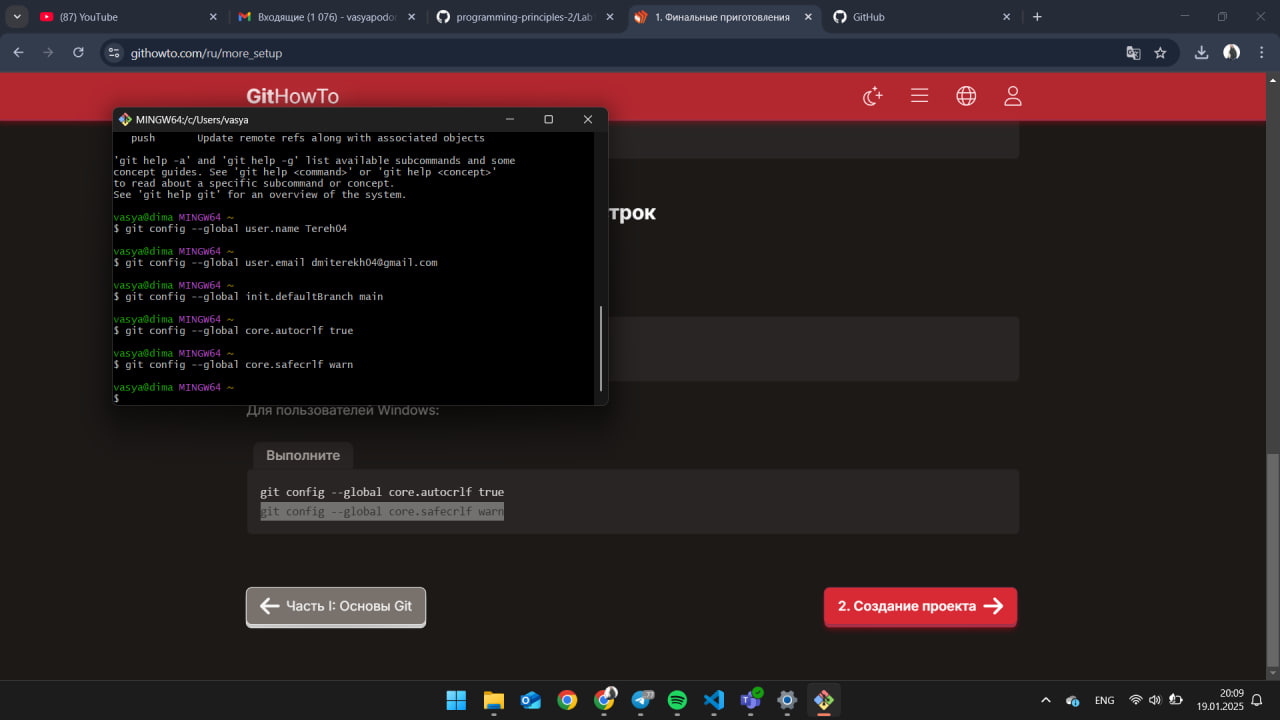 (87) YouTube
Входящие (1 076) - vasyapodor
programming-principles-2/Lab
1. Финальные приготовления
GitHub
githowto.com/ru/more_setup
GitHowTo
MINGW64:/c/Users/vasya
push Update remote refs along with associated objects
'git help -a' and 'git help -g' list available subcommands and some
concept guides. See 'git help <command>' or 'git help <concept>'
to read about a specific subcommand or concept.
See 'git help git' for an overview of the system.
vasya@dima MINGW64 ~
$ git config --global user.name Tereh04
vasya@dima MINGW64 ~
$ git config --global user.email dmiterekh04@gmail.com
vasya@dima MINGW64 ~
$ git config --global init.defaultBranch main
vasya@dima MINGW64 ~
$ git config --global core.autocrlf true
vasya@dima MINGW64 ~
$ git config --global core.safecrlf warn
vasya@dima MINGW64 ~
$
трок
Для пользователей Windows:
Выполните
git config --global core.autocrlf true
git config --global core.safecrlf warn
Часть I: Основы Git
2. Создание проекта
77
ENG
20:09
19.01.2025